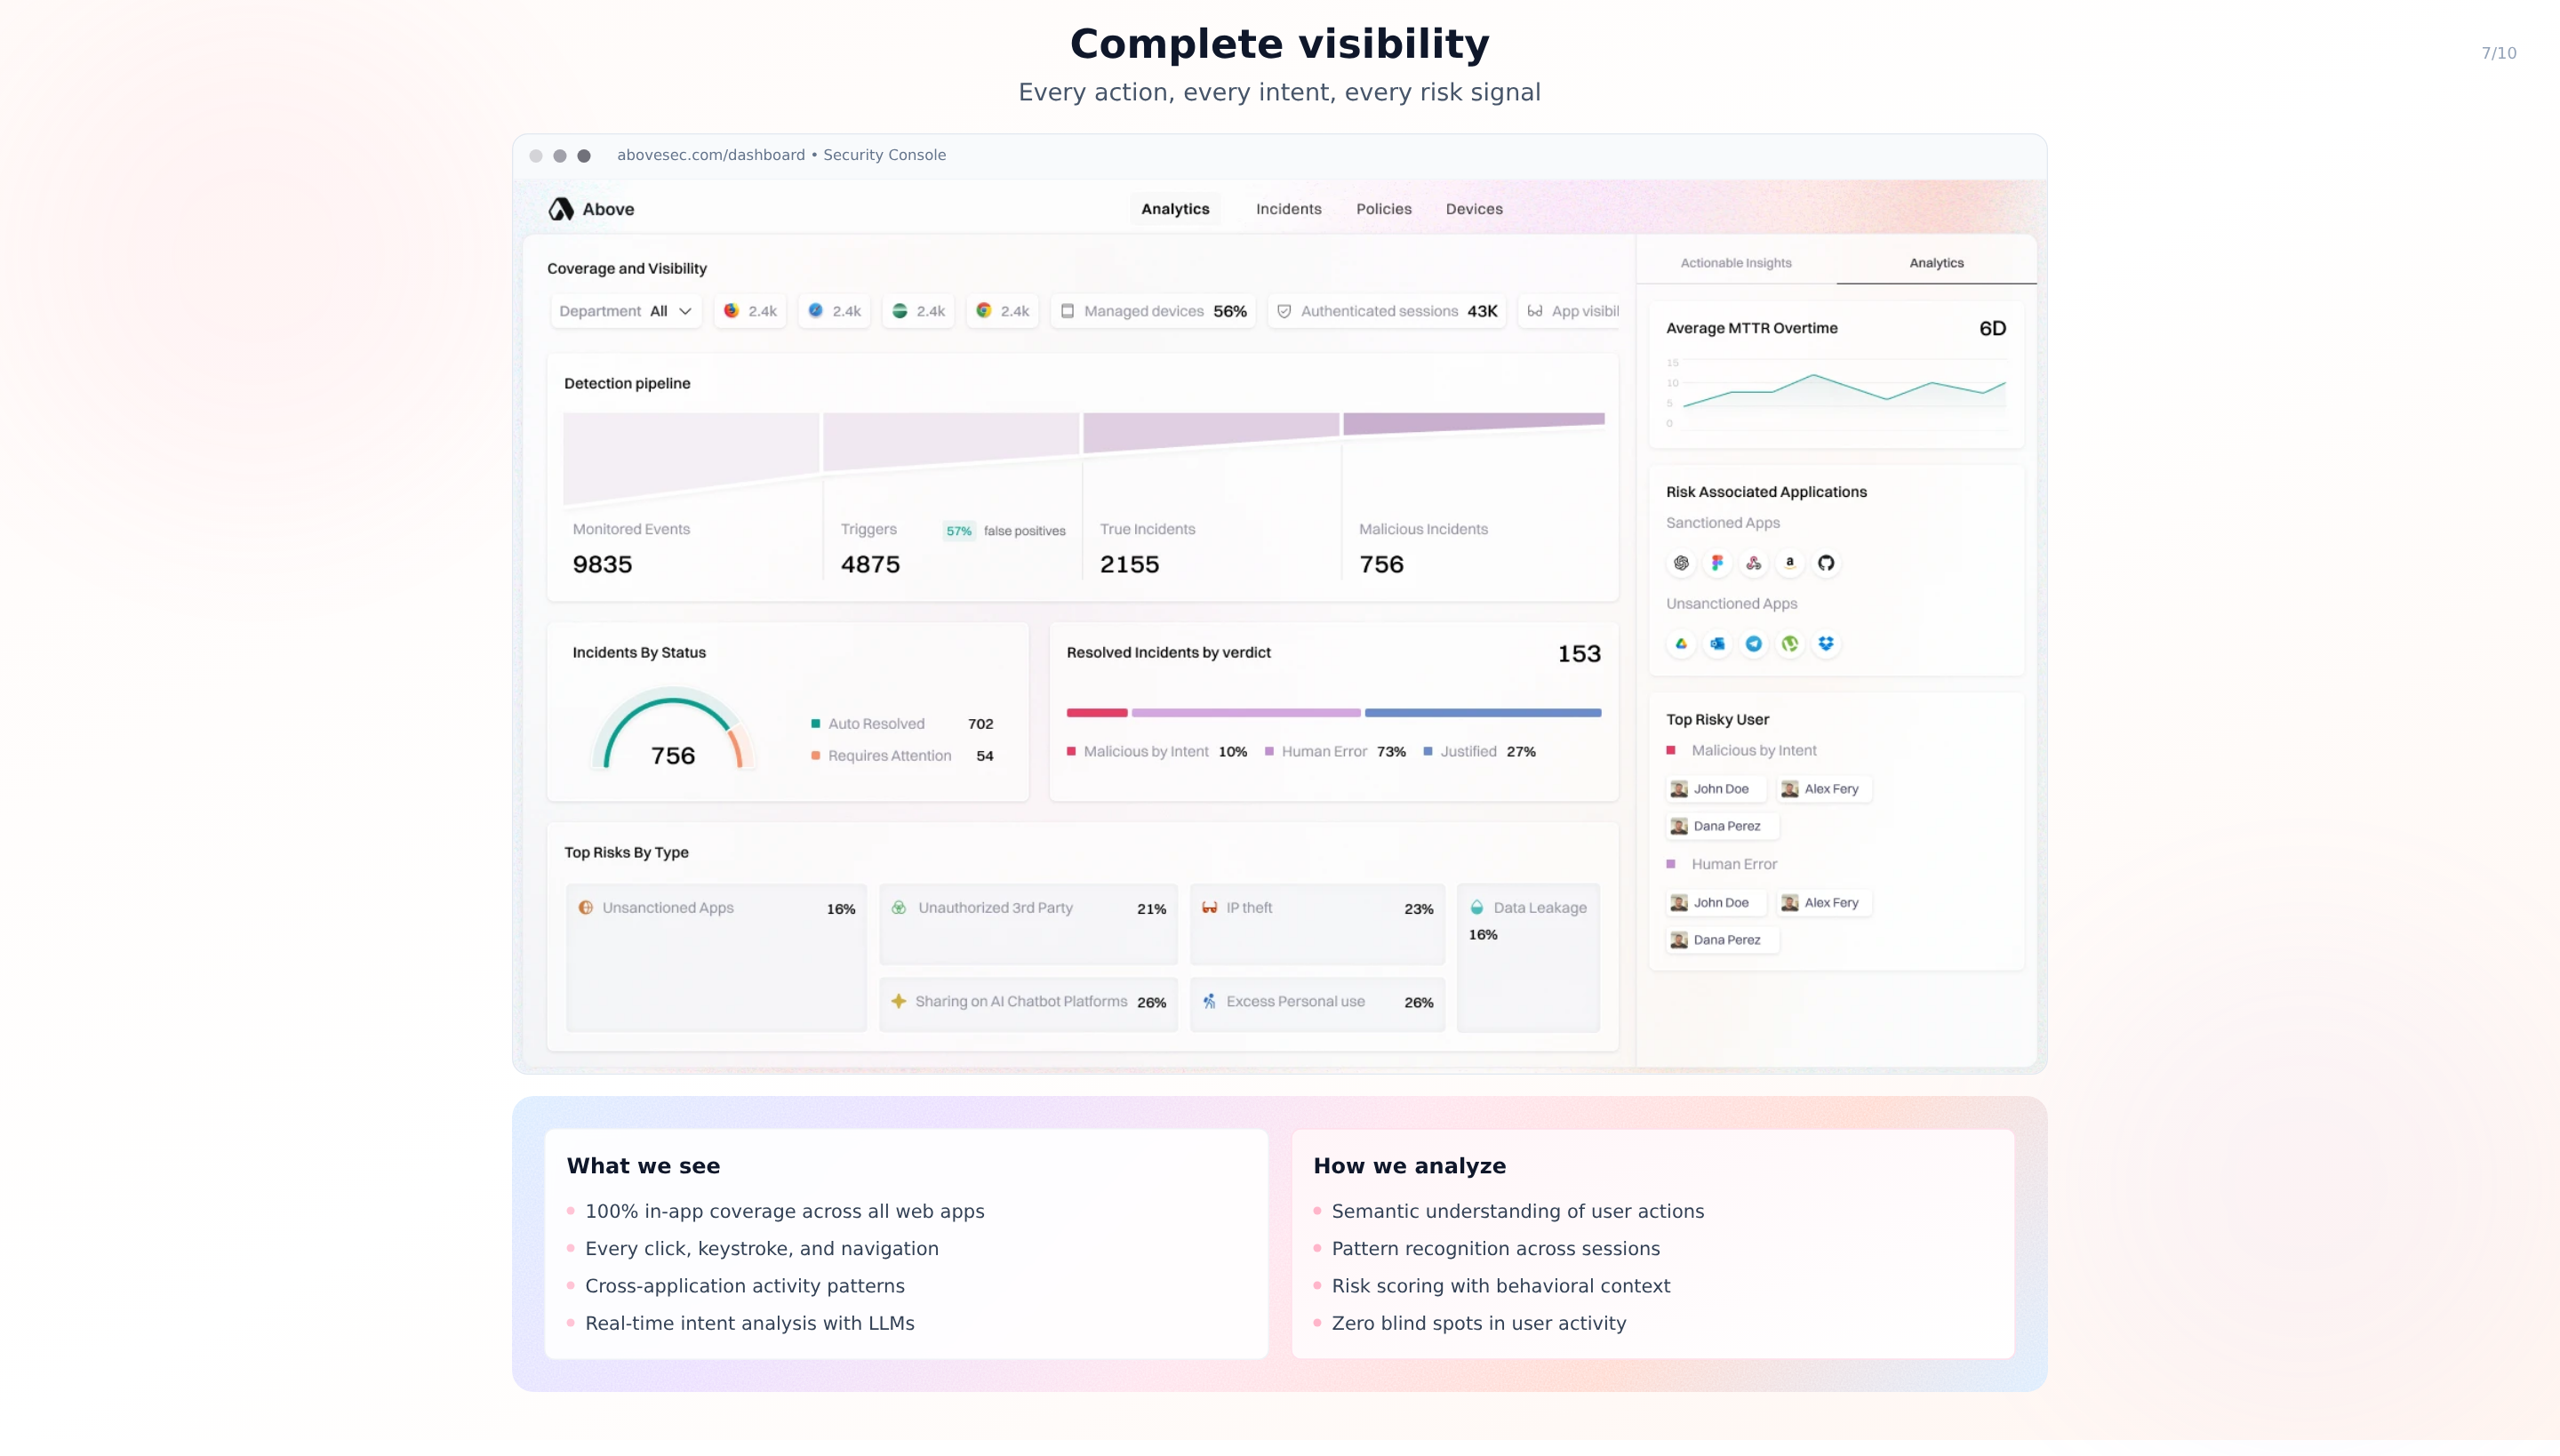 Complete visibility
Every action, every intent, every risk signal
7/10
abovesec.com/dashboard • Security Console
Above
Analytics
Incidents
Policies
Devices
Coverage and Visibility
Department All
2.4k
2.4k
2.4k
2.4k
Managed devices 56%
Authenticated sessions 43K
App visibil
Detection pipeline
Monitored Events
9835
Triggers
57% false positives
4875
True Incidents
2155
Malicious Incidents
756
Incidents By Status
756
Auto Resolved 702
Requires Attention 54
Resolved Incidents by verdict
153
Malicious by Intent 10%
Human Error 73%
Justified 27%
Top Risks By Type
Unsanctioned Apps 16%
Unauthorized 3rd Party 21%
IP theft 23%
Data Leakage
16%
Sharing on AI Chatbot Platforms 26%
Excess Personal use 26%
Actionable Insights
Analytics
Average MTTR Overtime
6D
15
10
5
0
Risk Associated Applications
Sanctioned Apps
a
Unsanctioned Apps
Top Risky User
Malicious by Intent
John Doe
Alex Fery
Dana Perez
Human Error
John Doe
Alex Fery
Dana Perez
What we see
100% in-app coverage across all web apps
Every click, keystroke, and navigation
Cross-application activity patterns
Real-time intent analysis with LLMs
How we analyze
Semantic understanding of user actions
Pattern recognition across sessions
Risk scoring with behavioral context
Zero blind spots in user activity